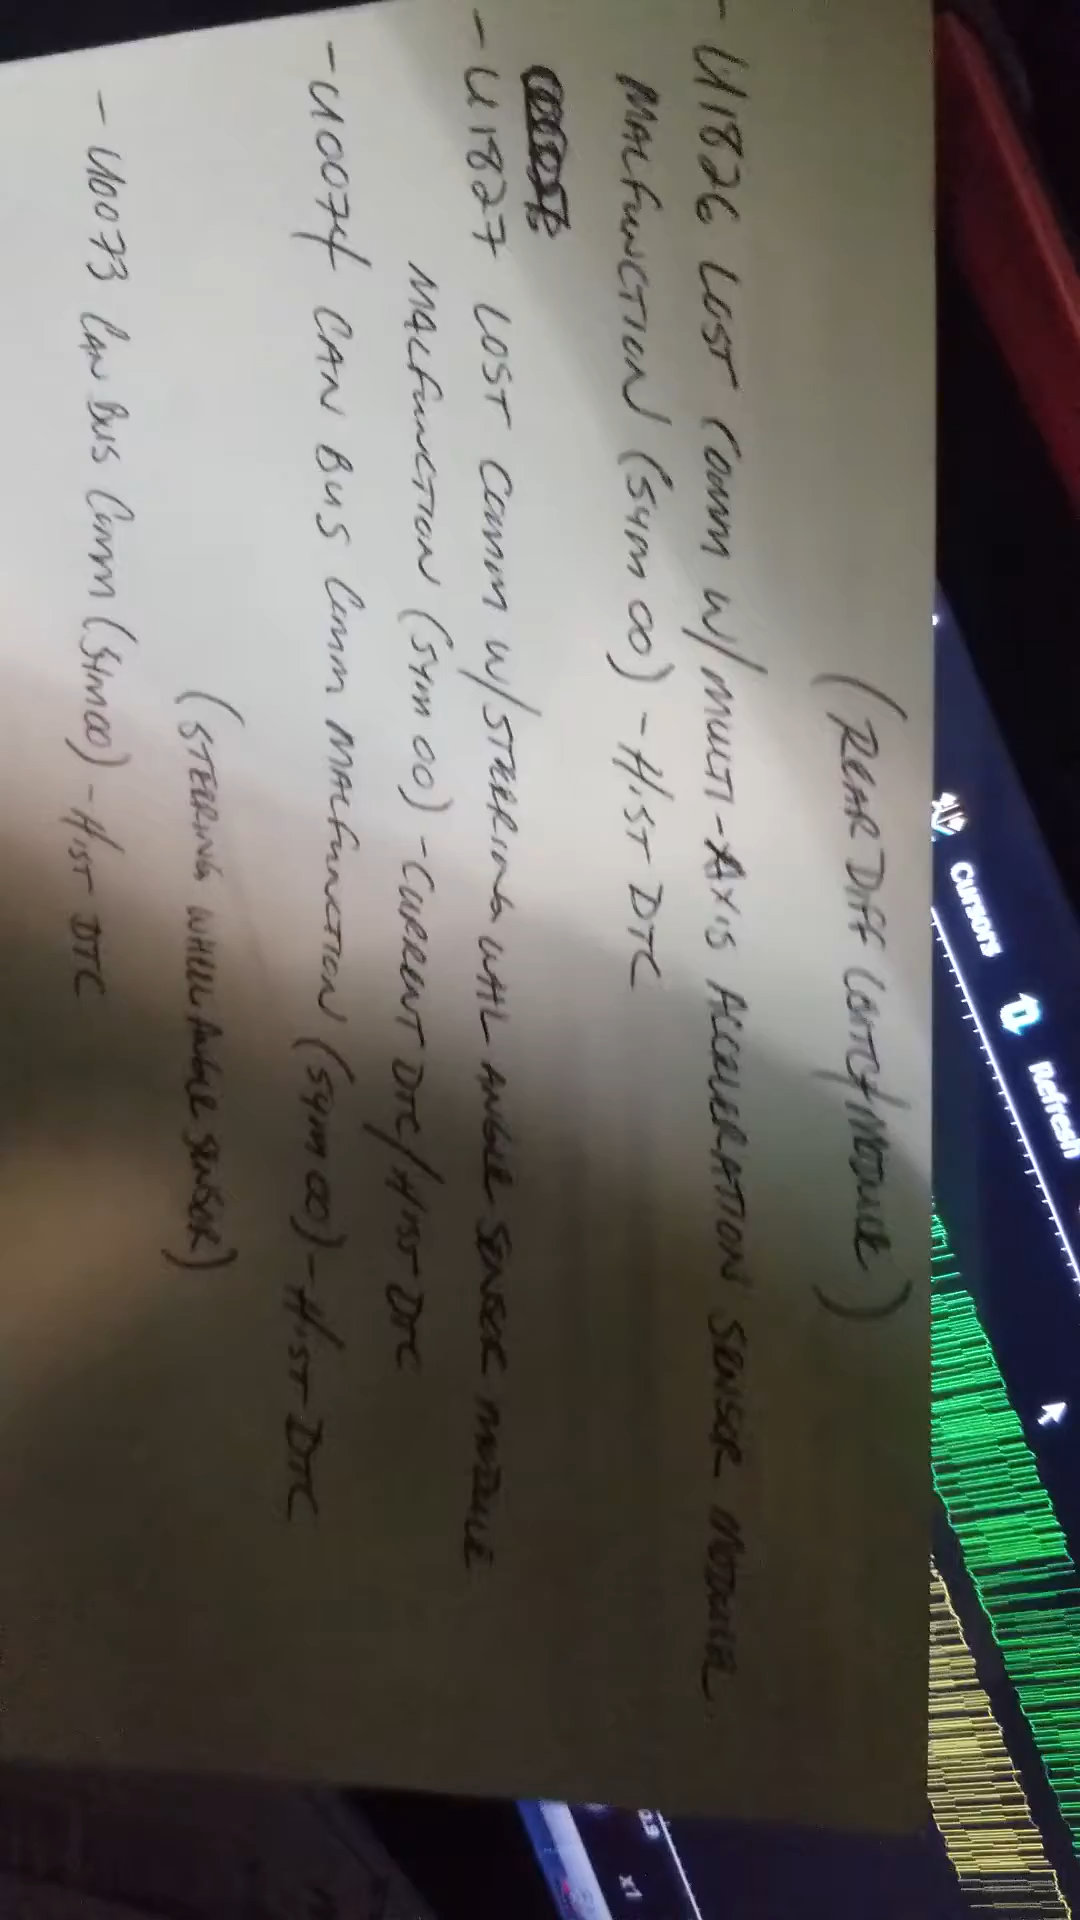 (REAR DIFF CONTROL MODULE)
- U1826 LOST COMM W/MULTI-AXIS ACCELERATION SENSOR MODULE
MALFUNCTION (SYM 00) - HIST DTC
- U1827 LOST COMM W/STEERING WHL ANGLE SENSOR MODULE
MALFUNCTION (SYM 00) - CURRENT DTC/HIST DTC
- U0074 CAN BUS COMM MALFUNCTION (SYM 00) - HIST DTC
(STEERING WHEEL ANGLE SENSOR)
- U0073 CAN BUS COMM (SYM 00) - HIST DTC
Cursors
Refresh
x1